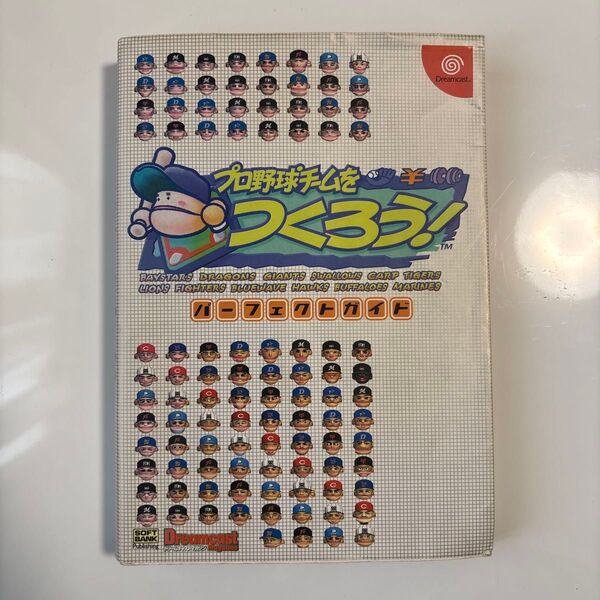 Dreamcast
プロ野球チームを
つくろう!™
BAYSTARS DRAGONS GIANTS SWALLOWS CARP TIGERS
LIONS FIGHTERS BLUEWAVE HAWKS BUFFALOES MARINES
パーフェクトガイド
SOFT
BANK
Publishing
Dreamcast
Magazine